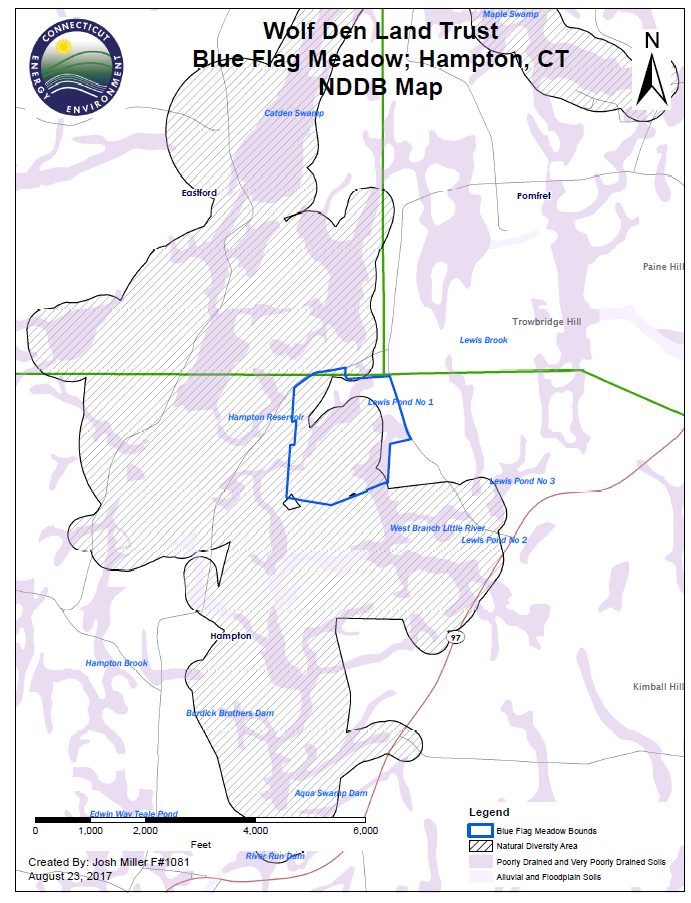 CONNECTICUT
ENERGY
ENVIRONMENT
Wolf Den Land Trust
Blue Flag Meadow; Hampton, CT
NDDB Map
Maple Swamp
N
Catden Swamp
Eastford
Pomfret
Paine Hill
Trowbridge Hill
Lewis Brook
Lewis Pond No 1
Hampton Reservoir
Lewis Pond No 3
West Branch Little River
Lewis Pond No 2
Hampton
97
Hampton Brook
Kimball Hill
Burdick Brothers Dam
Aqua Swamp Dam
Edwin Way Teale Pond
0 1,000 2,000 4,000 6,000
Feet
River Run Dam
Created By: Josh Miller F#1081
August 23, 2017
Legend
Blue Flag Meadow Bounds
Natural Diversity Area
Poorly Drained and Very Poorly Drained Soils
Alluvial and Floodplain Soils